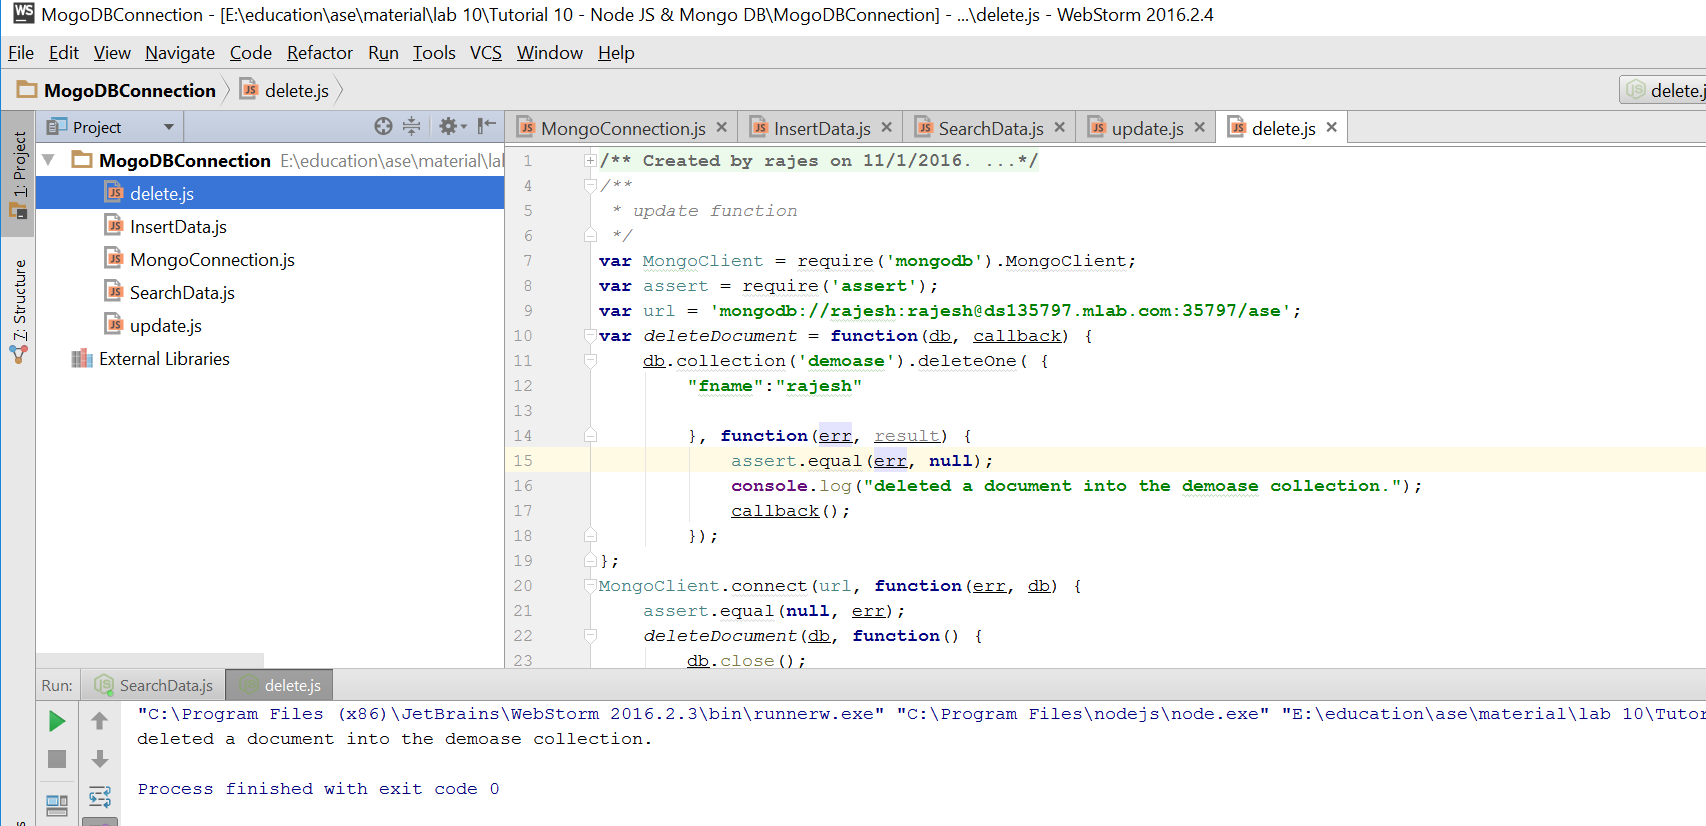 WS MogoDBConnection - [E:\education\ase\material\lab 10\Tutorial 10 - Node JS & Mongo DB\MogoDBConnection] - ...\delete.js - WebStorm 2016.2.4
File Edit View Navigate Code Refactor Run Tools VCS Window Help
MogoDBConnection delete.js delete.j
1: Project
7: Structure
Project
MogoDBConnection E:\education\ase\material\lal
delete.js
InsertData.js
MongoConnection.js
SearchData.js
update.js
External Libraries
MongoConnection.js InsertData.js SearchData.js update.js delete.js
1 /** Created by rajes on 11/1/2016. ...*/
4 /**
5 * update function
6 */
7 var MongoClient = require('mongodb').MongoClient;
8 var assert = require('assert');
9 var url = 'mongodb://rajesh:rajesh@ds135797.mlab.com:35797/ase';
10 var deleteDocument = function(db, callback) {
11 db.collection('demoase').deleteOne( {
12 "fname":"rajesh"
13
14 }, function(err, result) {
15 assert.equal(err, null);
16 console.log("deleted a document into the demoase collection.");
17 callback();
18 });
19 };
20 MongoClient.connect(url, function(err, db) {
21 assert.equal(null, err);
22 deleteDocument(db, function() {
23 db.close();
Run: SearchData.js delete.js
"C:\Program Files (x86)\JetBrains\WebStorm 2016.2.3\bin\runnerw.exe" "C:\Program Files\nodejs\node.exe" "E:\education\ase\material\lab 10\Tutor
deleted a document into the demoase collection.
Process finished with exit code 0